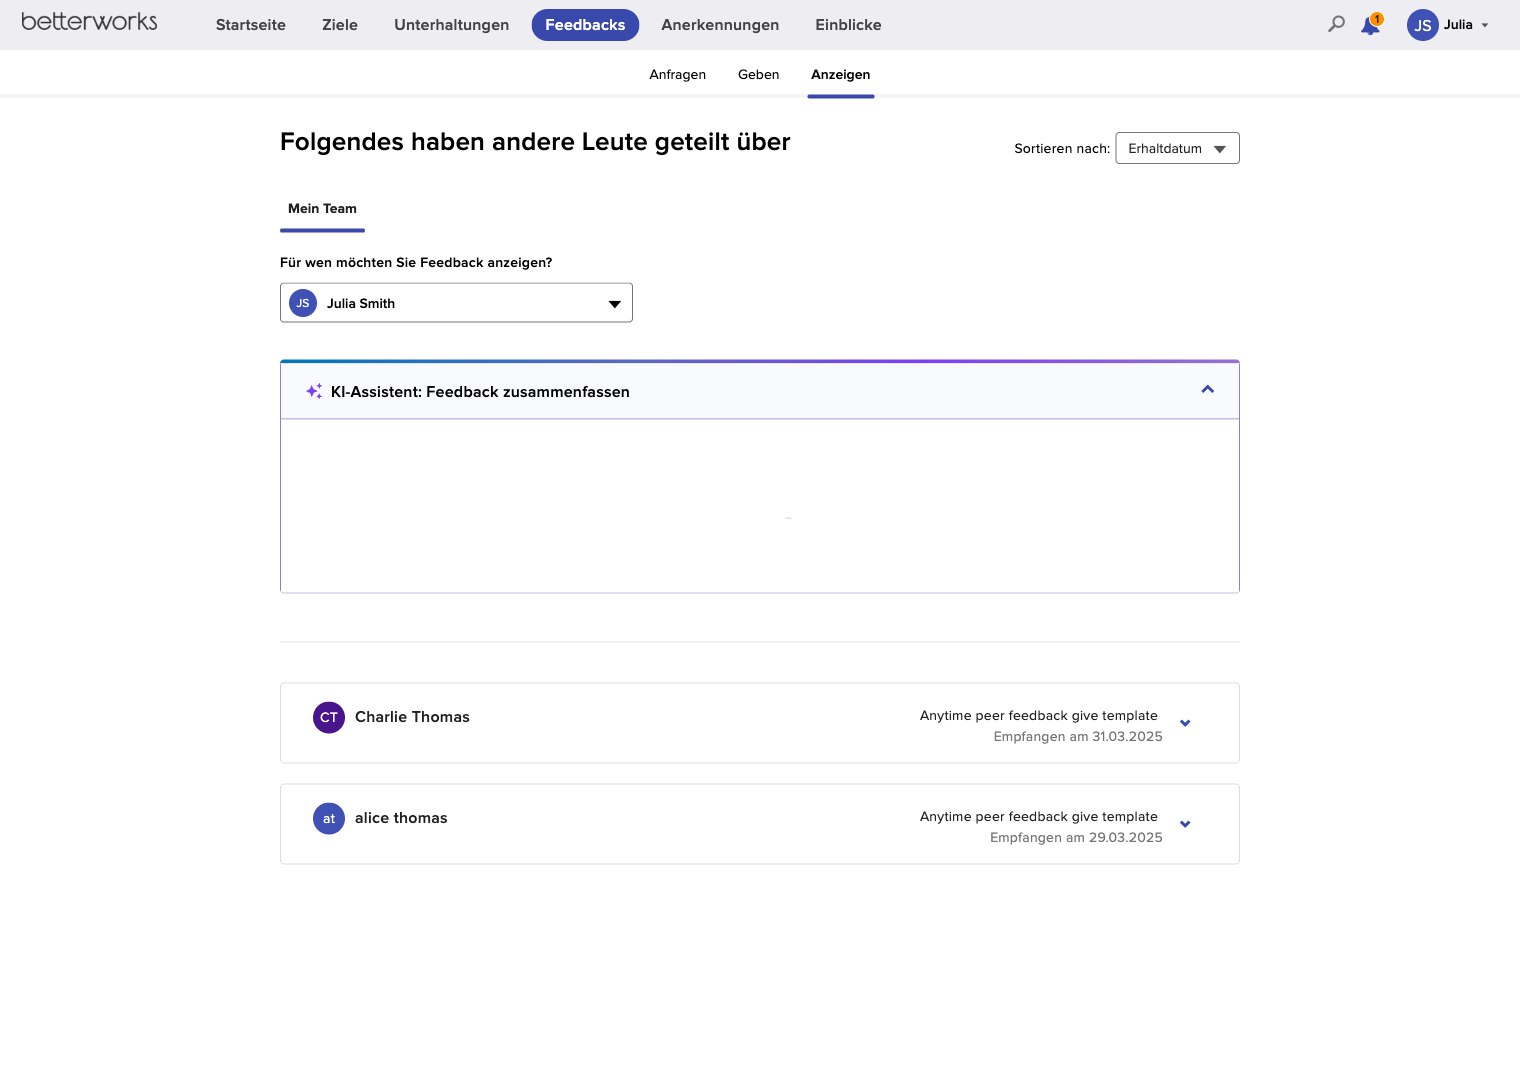 betterworks
Startseite
Ziele
Unterhaltungen
Feedbacks
Anerkennungen
Einblicke
1
JS
Julia
Anfragen
Geben
Anzeigen
Folgendes haben andere Leute geteilt über
Sortieren nach:
Erhaltdatum
Mein Team
Für wen möchten Sie Feedback anzeigen?
JS
Julia Smith
KI-Assistent: Feedback zusammenfassen
CT
Charlie Thomas
Anytime peer feedback give template
Empfangen am 31.03.2025
at
alice thomas
Anytime peer feedback give template
Empfangen am 29.03.2025